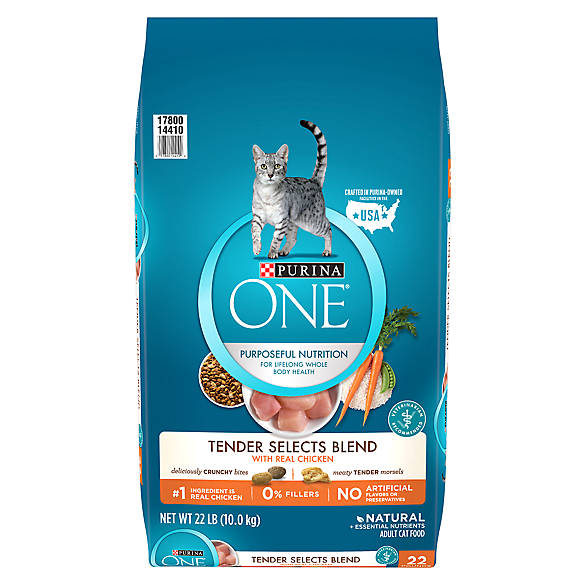 17800
14410
CRAFTED IN PURINA-OWNED
FACILITIES IN THE
USA
PURINA
ONE®
PURPOSEFUL NUTRITION
FOR LIFELONG WHOLE
BODY HEALTH
VETERINARIAN
RECOMMENDED
TENDER SELECTS BLEND
WITH REAL CHICKEN
deliciously CRUNCHY bites
meaty TENDER morsels
#1 INGREDIENT IS
REAL CHICKEN
0% FILLERS
NO ARTIFICIAL
FLAVORS OR
PRESERVATIVES
NET WT 22 LB (10.0 kg)
NATURAL
+ ESSENTIAL NUTRIENTS
ADULT CAT FOOD
PURINA
ONE
TENDER SELECTS BLEND
22